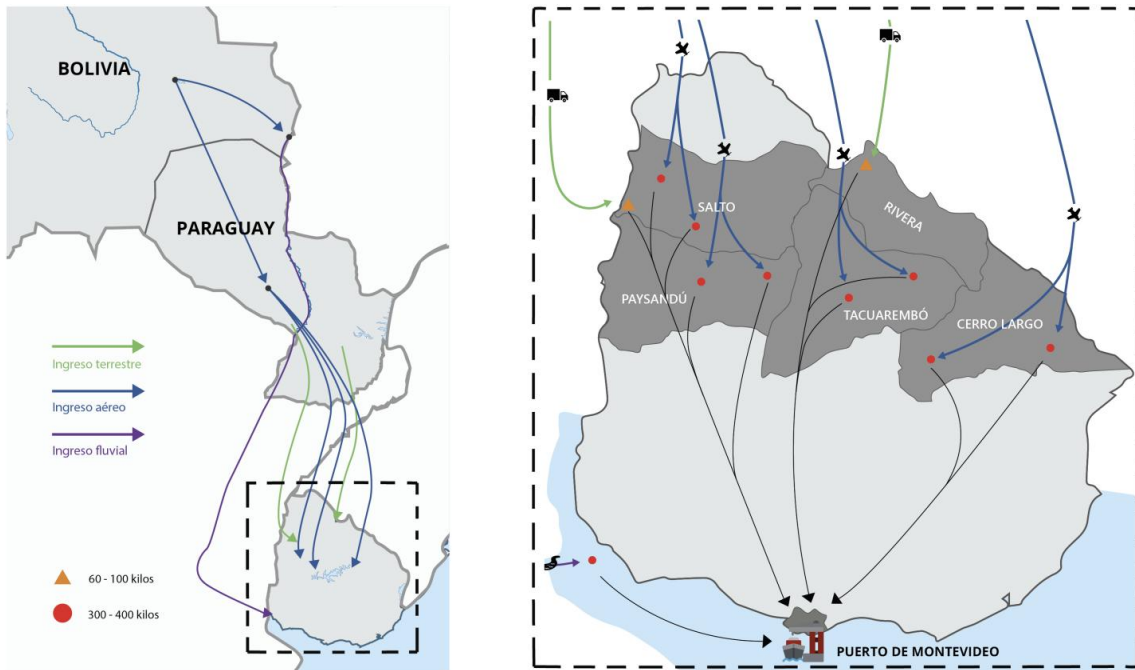 BOLIVIA
PARAGUAY
Ingreso terrestre
Ingreso aéreo
Ingreso fluvial
60 - 100 kilos
300 - 400 kilos
SALTO
RIVERA
PAYSANDÚ
TACUAREMBÓ
CERRO LARGO
PUERTO DE MONTEVIDEO